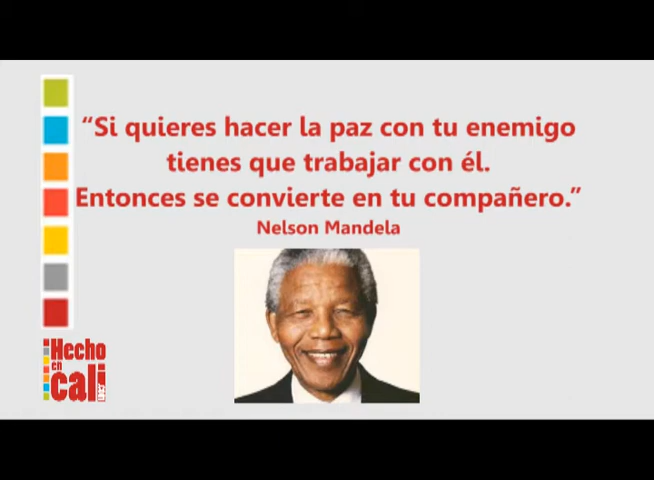 “Si quieres hacer la paz con tu enemigo
tienes que trabajar con él.
Entonces se convierte en tu compañero.”
Nelson Mandela
Hecho
en
cali